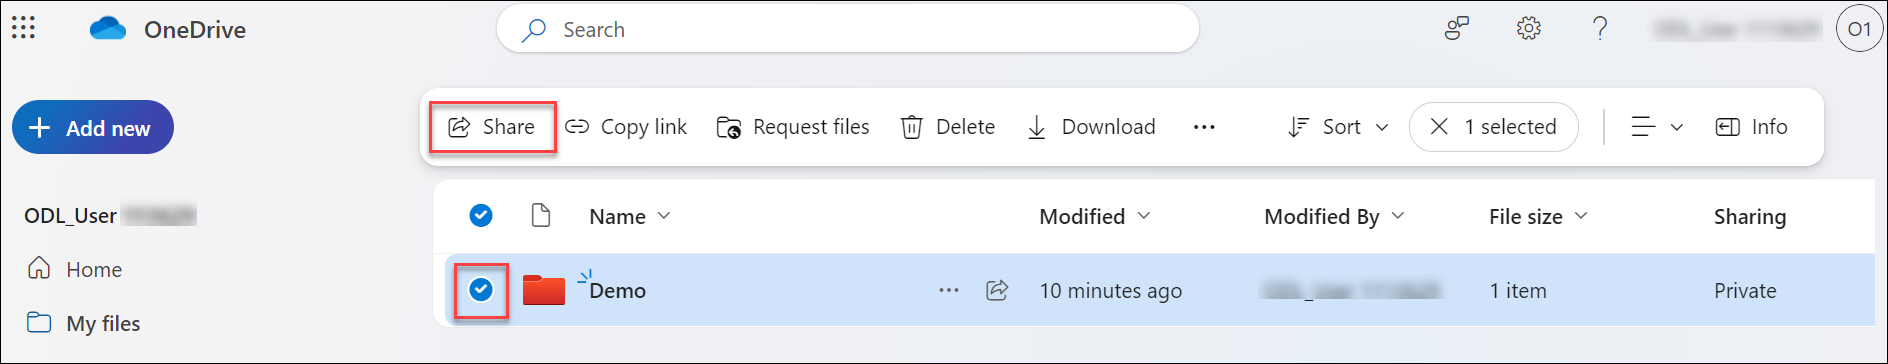 OneDrive
Search
O1
Add new
Share Copy link Request files Delete Download ... Sort 1 selected Info
ODL_User
Home
My files
Name Modified Modified By File size Sharing
Demo ... 10 minutes ago 1 item Private